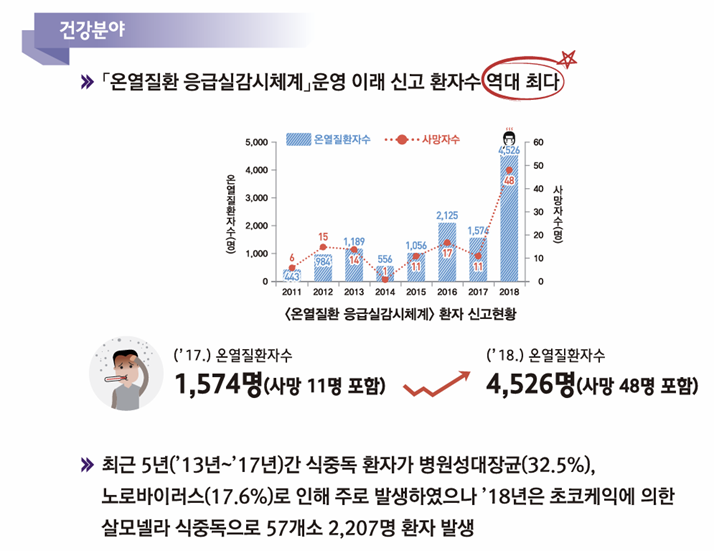 건강분야
「온열질환 응급실감시체계」운영 이래 신고 환자수 역대 최다
5,000
4,000
3,000
2,000
1,000
0
온열질환자수(명)
온열질환자수
사망자수
60
50
40
30
20
10
0
사망자수(명)
443
984
1,189
556
1,056
2,125
1,574
4,526
6
15
14
1
11
17
11
48
2011 2012 2013 2014 2015 2016 2017 2018
〈온열질환 응급실감시체계〉 환자 신고현황
(’17.) 온열질환자수
1,574명(사망 11명 포함)
(’18.) 온열질환자수
4,526명(사망 48명 포함)
최근 5년(’13년~’17년)간 식중독 환자가 병원성대장균(32.5%),
노로바이러스(17.6%)로 인해 주로 발생하였으나 ’18년은 초코케익에 의한
살모넬라 식중독으로 57개소 2,207명 환자 발생